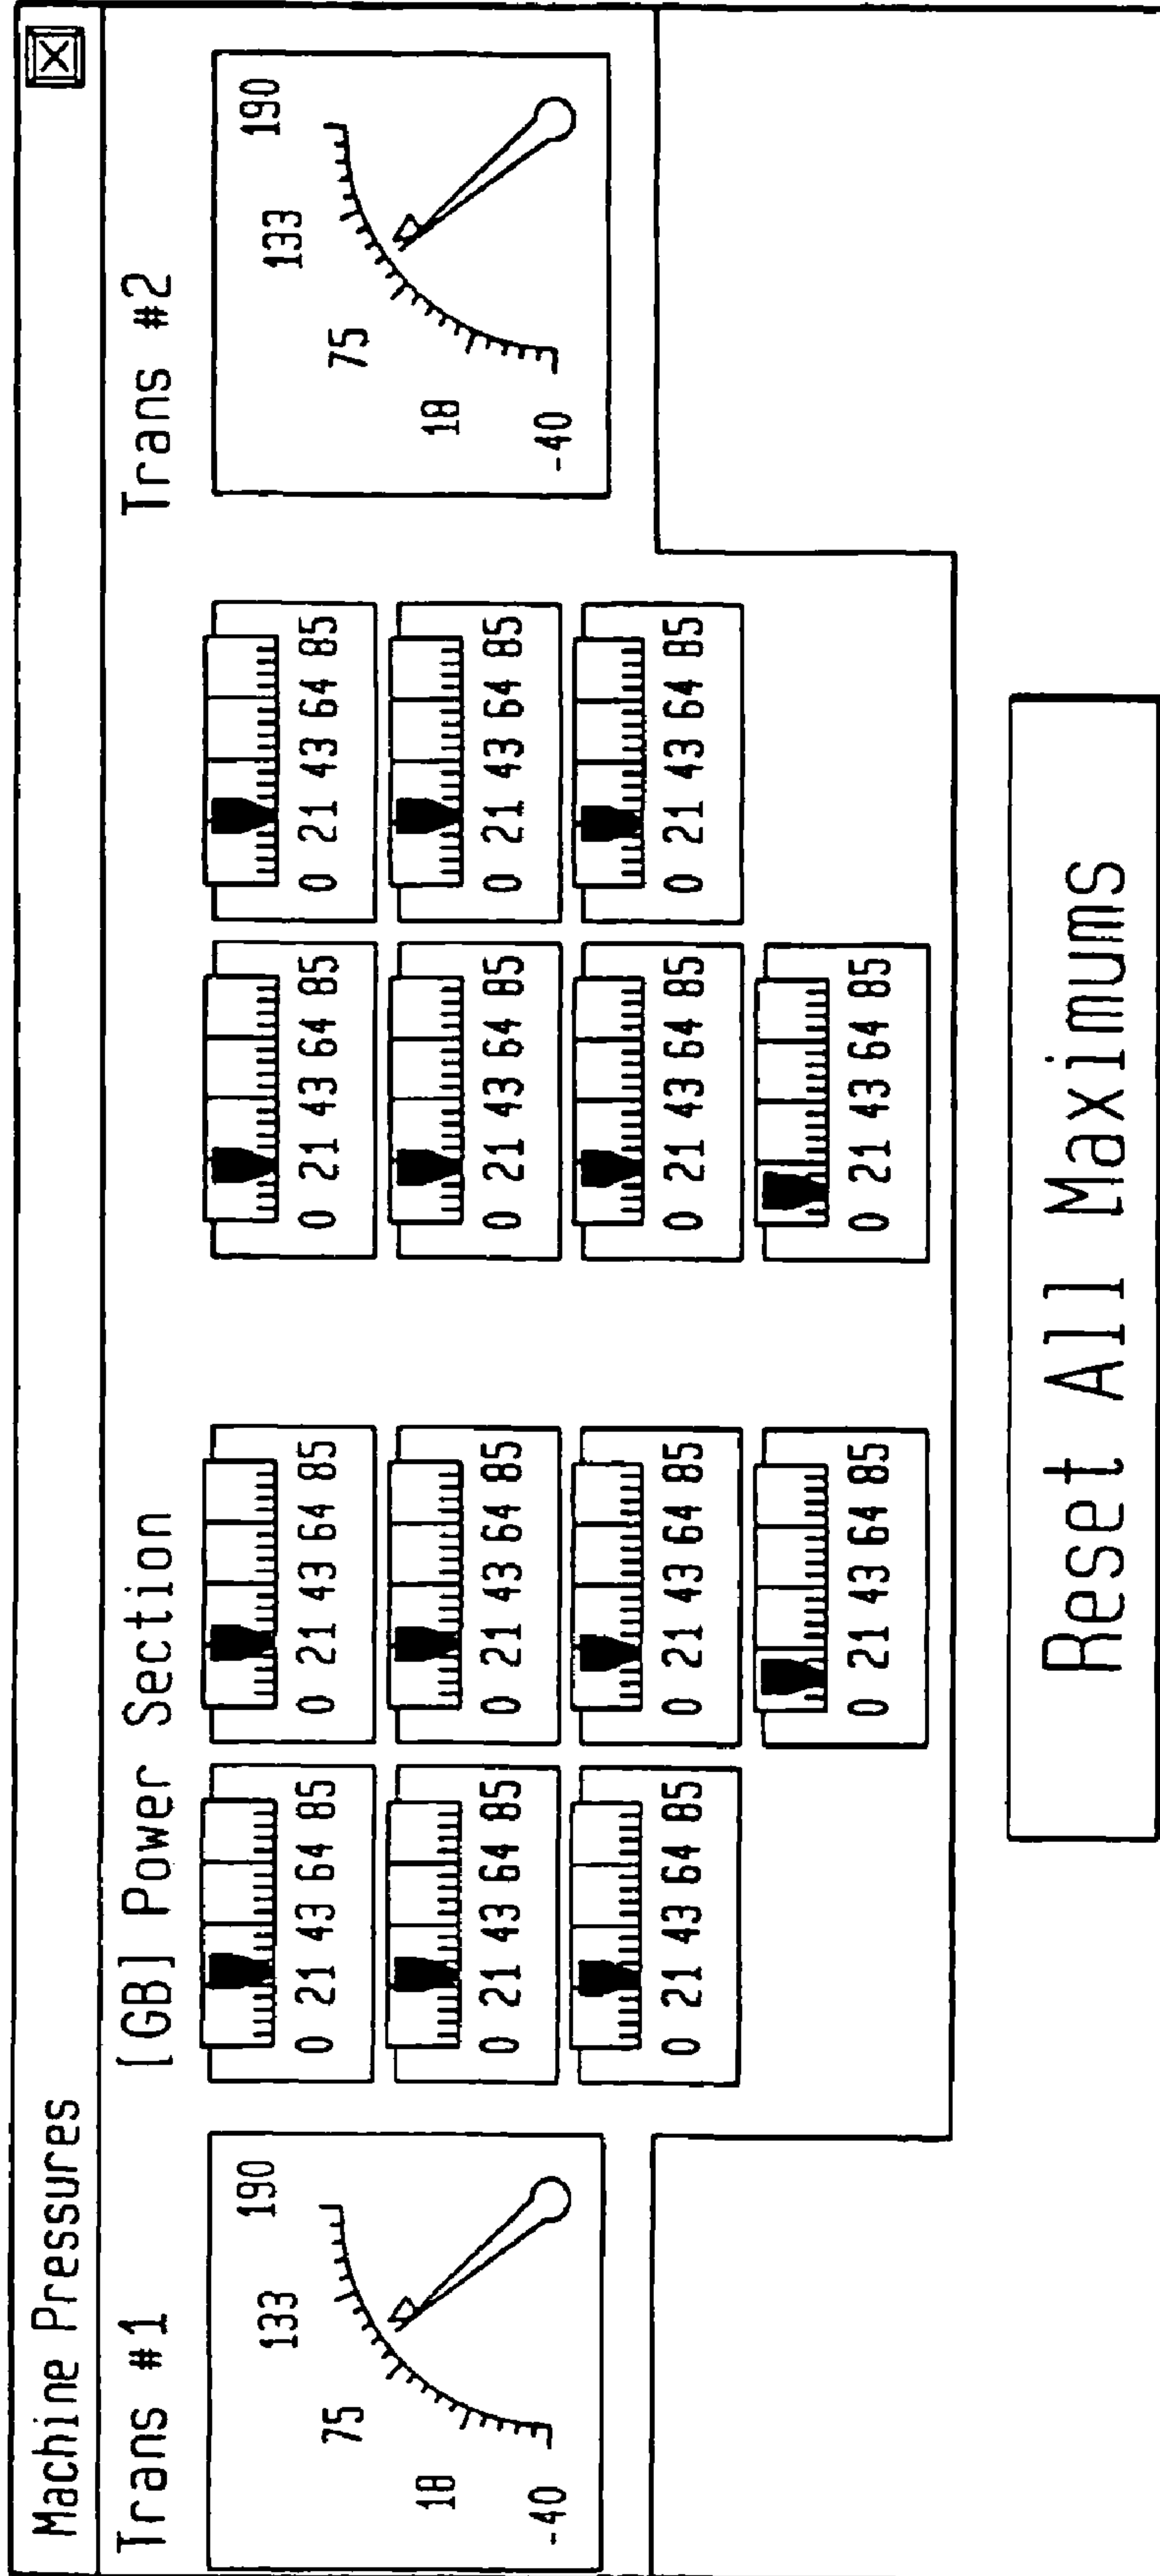 Machine Pressures X
Trans #1 [GB] Power Section Trans #2
-40 18 75 133 190
0 21 43 64 85 0 21 43 64 85 0 21 43 64 85 0 21 43 64 85
0 21 43 64 85 0 21 43 64 85 0 21 43 64 85 0 21 43 64 85
0 21 43 64 85 0 21 43 64 85 0 21 43 64 85 0 21 43 64 85
0 21 43 64 85 0 21 43 64 85
-40 18 75 133 190
Reset All Maximums